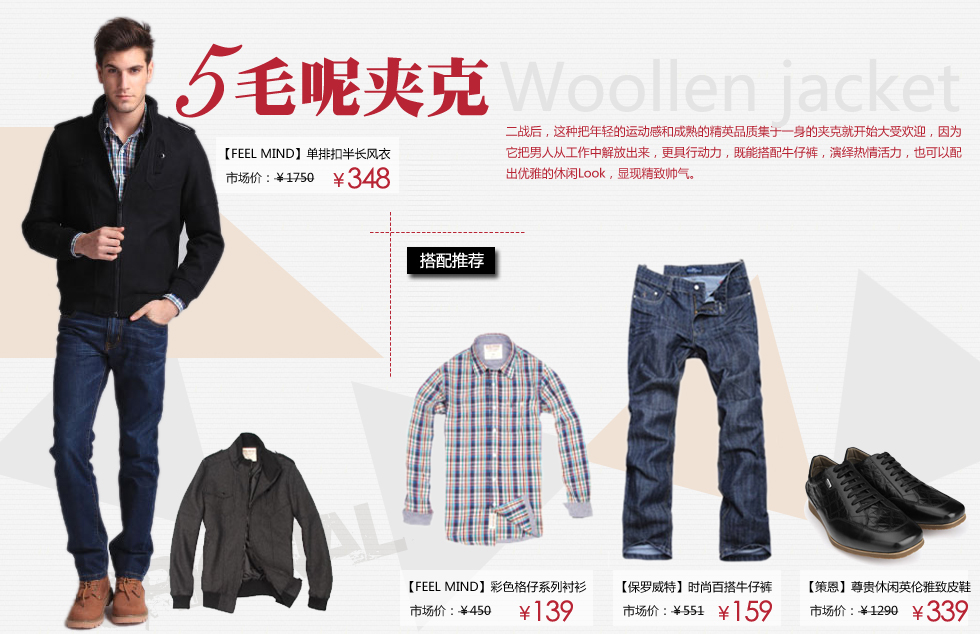 5毛呢夹克
Woollen jacket
二战后，这种把年轻的运动感和成熟的精英品质集于一身的夹克就开始大受欢迎，因为
它把男人从工作中解放出来，更具行动力，既能搭配牛仔裤，演绎热情活力，也可以配
出优雅的休闲Look，显现精致帅气。
【FEEL MIND】单排扣半长风衣
市场价：￥1750 ￥348
搭配推荐
【FEEL MIND】彩色格仔系列衬衫
市场价：￥450 ￥139
【保罗威特】时尚百搭牛仔裤
市场价：￥551 ￥159
【策恩】尊贵休闲英伦雅致皮鞋
市场价：￥1290 ￥339